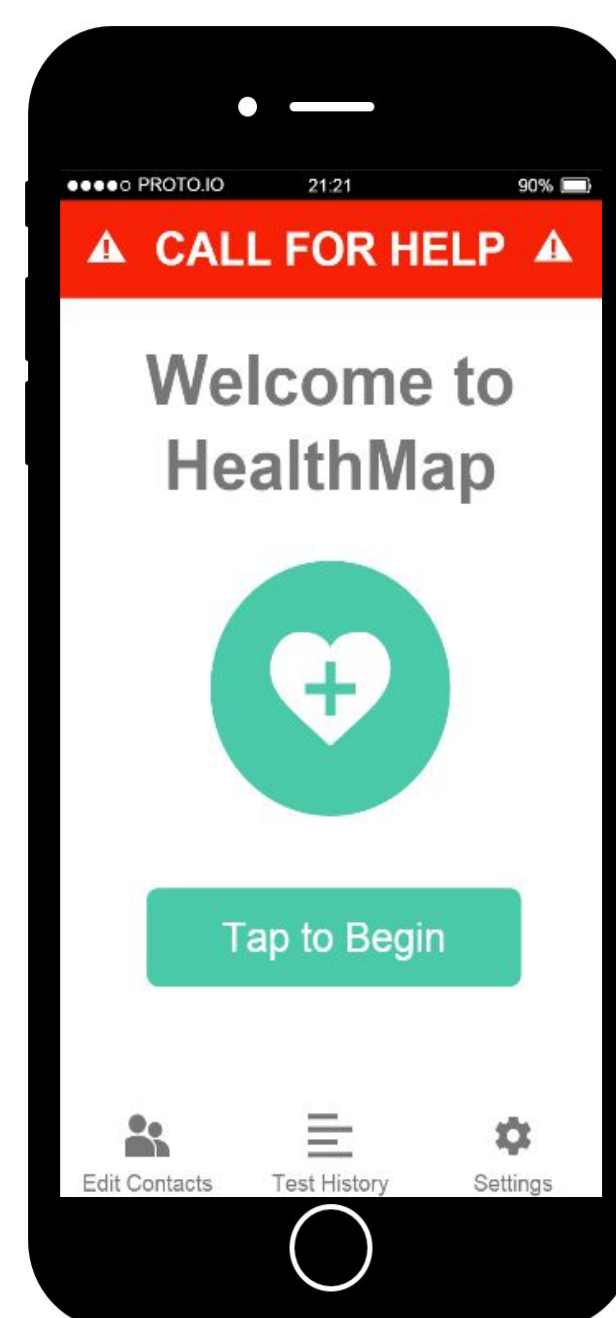 PROTO.IO 21:21 90%
CALL FOR HELP
Welcome to
HealthMap
Tap to Begin
Edit Contacts Test History Settings